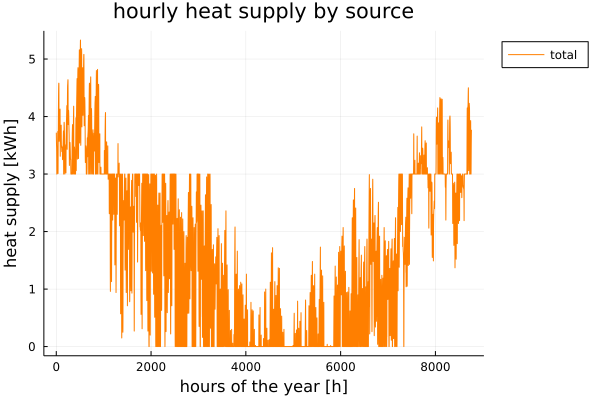 hourly heat supply by source
total
heat supply [kWh]
5
4
3
2
1
0
0 2000 4000 6000 8000
hours of the year [h]